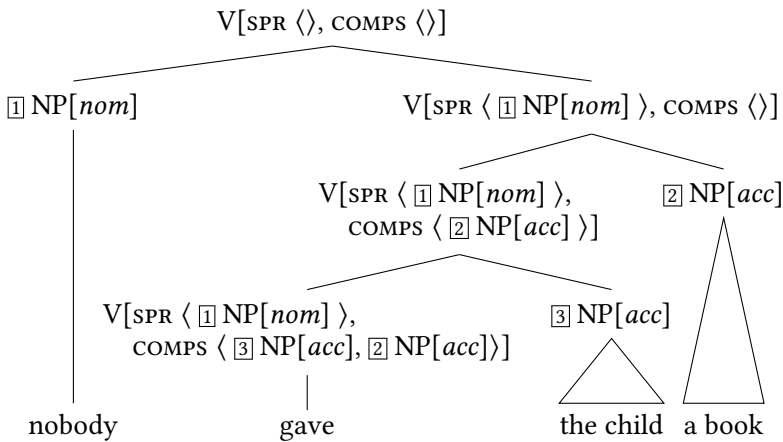 V[SPR ⟨⟩, COMPS ⟨⟩]
1 NP[nom]
V[SPR ⟨ 1 NP[nom] ⟩, COMPS ⟨⟩]
V[SPR ⟨ 1 NP[nom] ⟩,
COMPS ⟨ 2 NP[acc] ⟩]
2 NP[acc]
V[SPR ⟨ 1 NP[nom] ⟩,
COMPS ⟨ 3 NP[acc], 2 NP[acc]⟩]
3 NP[acc]
nobody gave the child a book